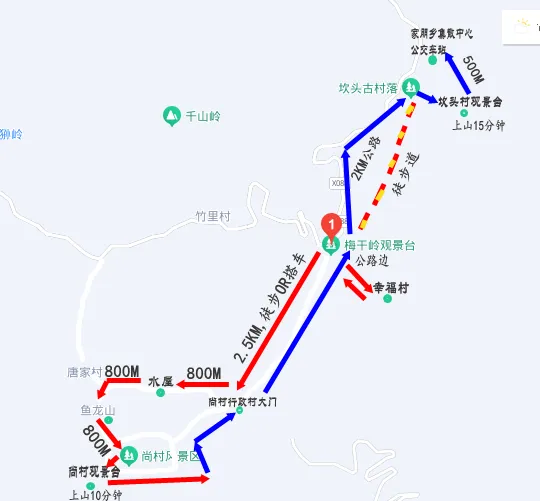 家朋乡集散中心
公交车站
500M
坎头古村落
坎头村观景台
上山15分钟
千山岭
狮岭
2KM公路
徒步道
X08
竹里村
X08
1
梅干岭观景台
公路边
2.5KM,徒步OR搭车
幸福村
唐家村
800M
水屋
800M
尚村行政村大门
鱼龙山
800M
尚村风景区
尚村观景台
上山10分钟